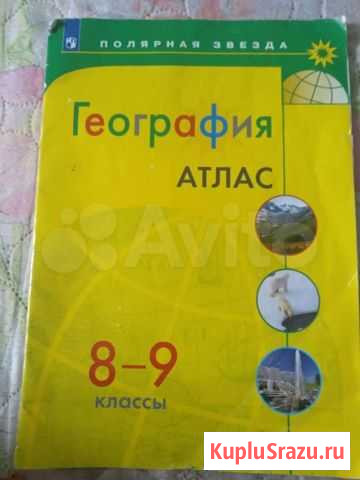 ПОЛЯРНАЯ ЗВЕЗДА
География
АТЛАС
Avito
8–9
классы
KupluSrazu.ru